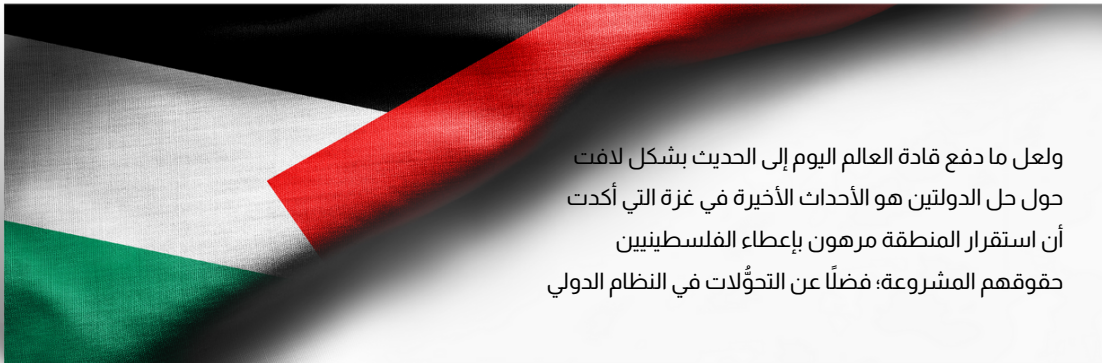 ولعل ما دفع قادة العالم اليوم إلى الحديث بشكل لافت
حول حل الدولتين هو الأحداث الأخيرة في غزة التي أكدت
أن استقرار المنطقة مرهون بإعطاء الفلسطينيين
حقوقهم المشروعة؛ فضلًا عن التحوُّلات في النظام الدولي